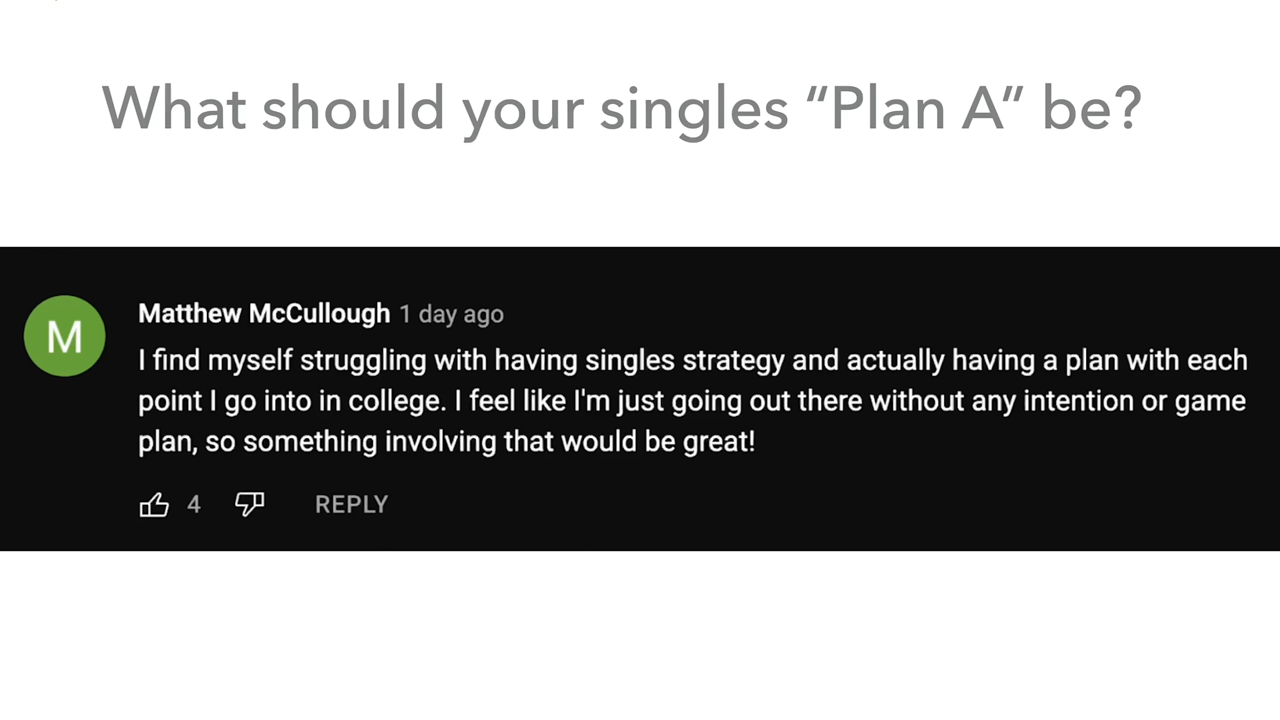 What should your singles “Plan A” be?
M
Matthew McCullough 1 day ago
I find myself struggling with having singles strategy and actually having a plan with each
point I go into in college. I feel like I'm just going out there without any intention or game
plan, so something involving that would be great!
4 REPLY